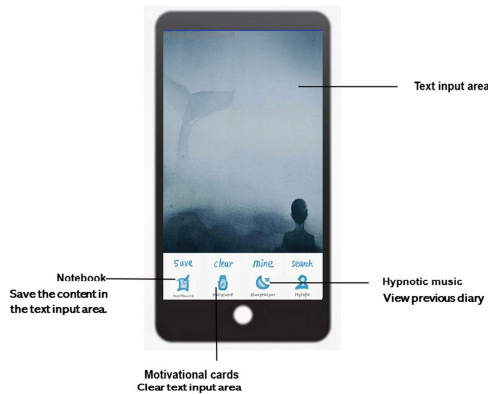 Text input area
save clear mine search
Notebook
Save the content in
the text input area.
Hypnotic music
View previous diary
Motivational cards
Clear text input area